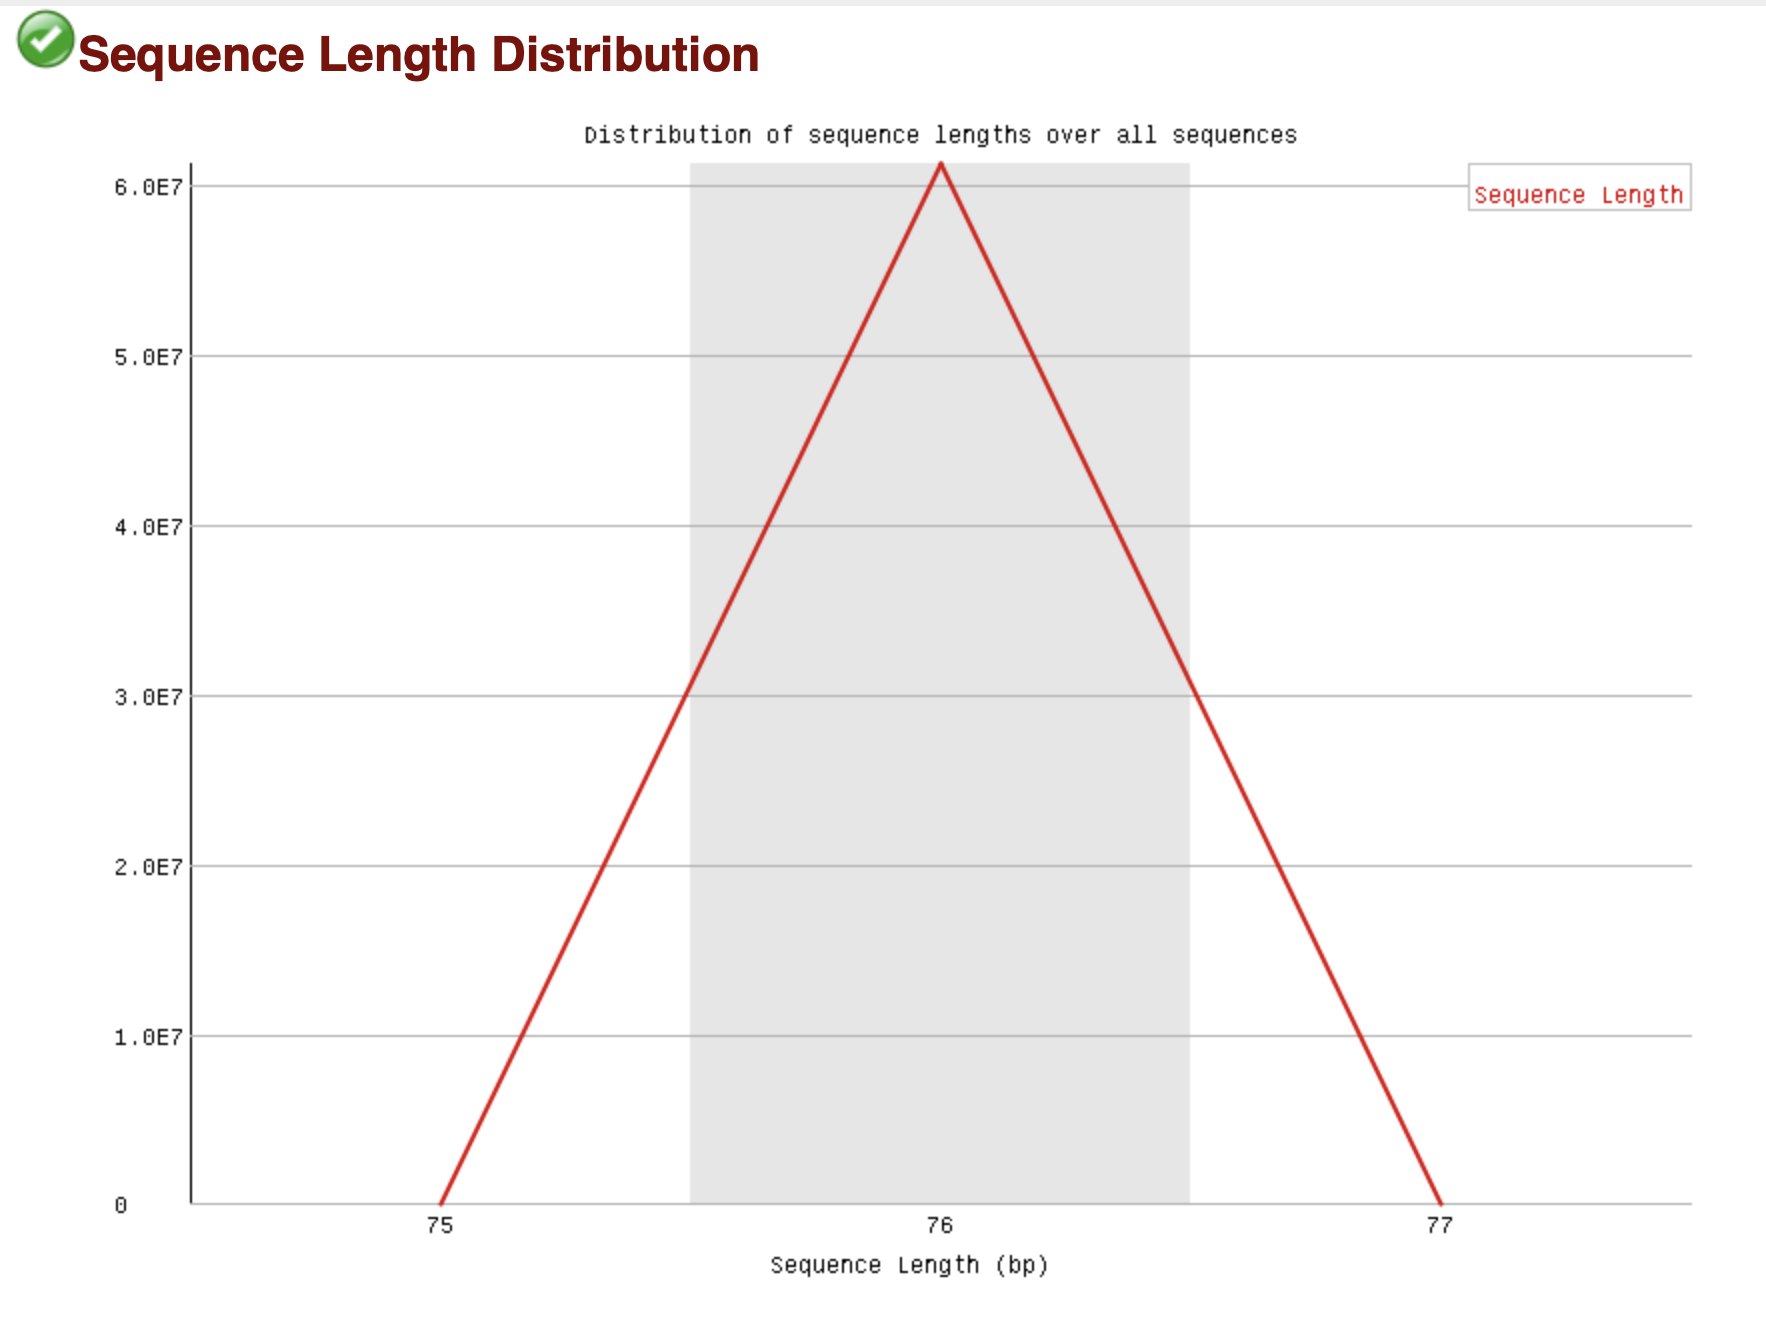 Sequence Length Distribution
Distribution of sequence lengths over all sequences
Sequence Length
6.0E7
5.0E7
4.0E7
3.0E7
2.0E7
1.0E7
0
75 76 77
Sequence Length (bp)